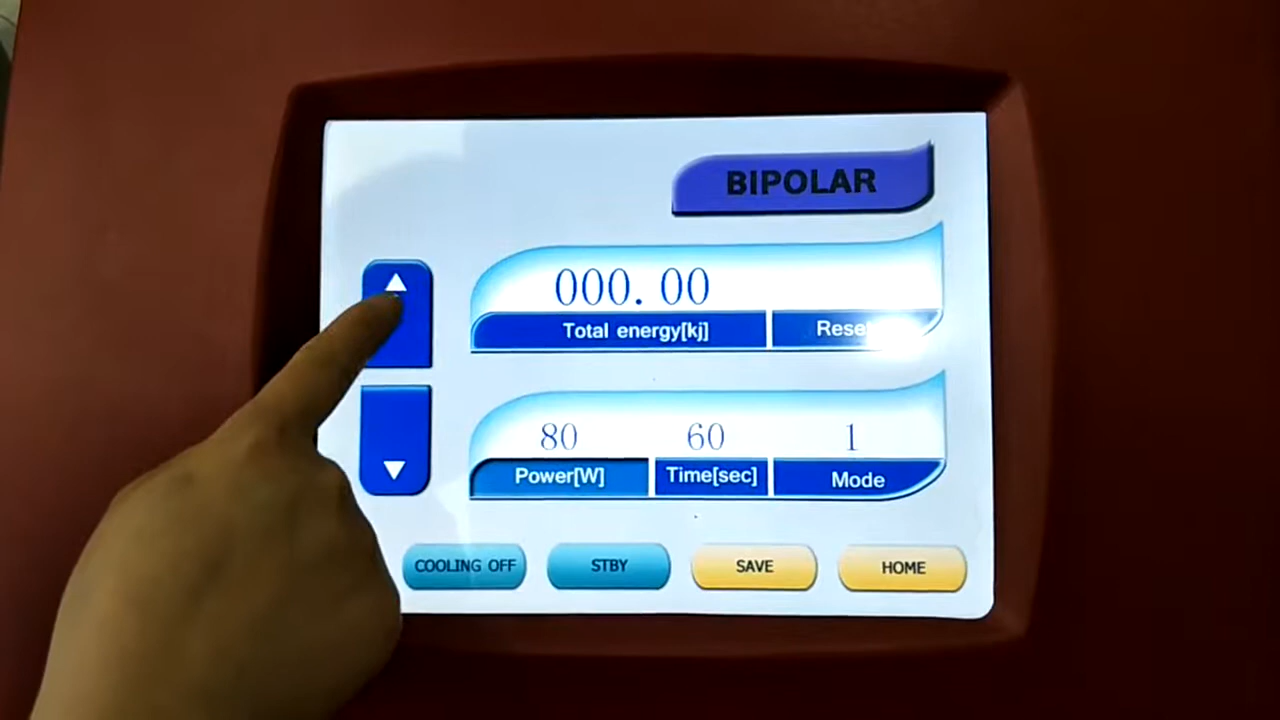 BIPOLAR
000.00
Total energy[kj]
80 60 1
Power[W] Time[sec] Mode
COOLING OFF STBY SAVE HOME